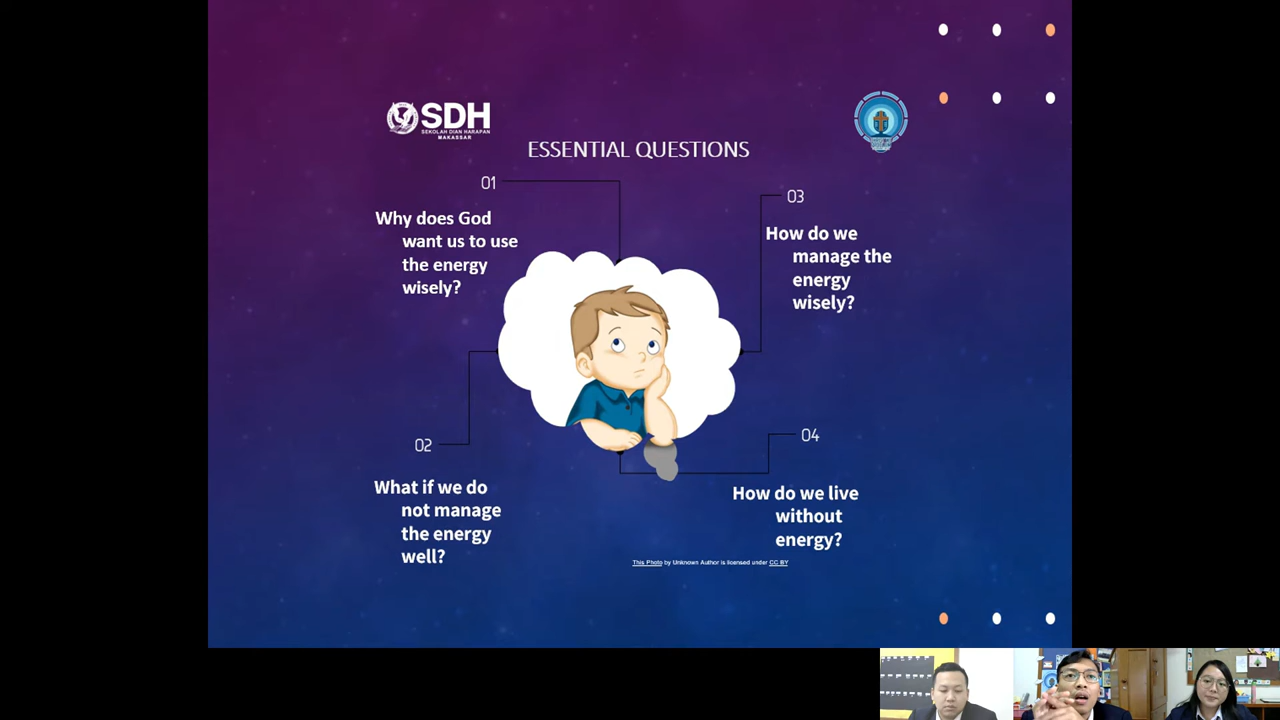 SDH
SEKOLAH DIAN HARAPAN
MAKASSAR
ESSENTIAL QUESTIONS
01
Why does God
want us to use
the energy
wisely?
02
What if we do
not manage
the energy
well?
03
How do we
manage the
energy
wisely?
04
How do we live
without
energy?
This Photo by Unknown Author is licensed under CC BY